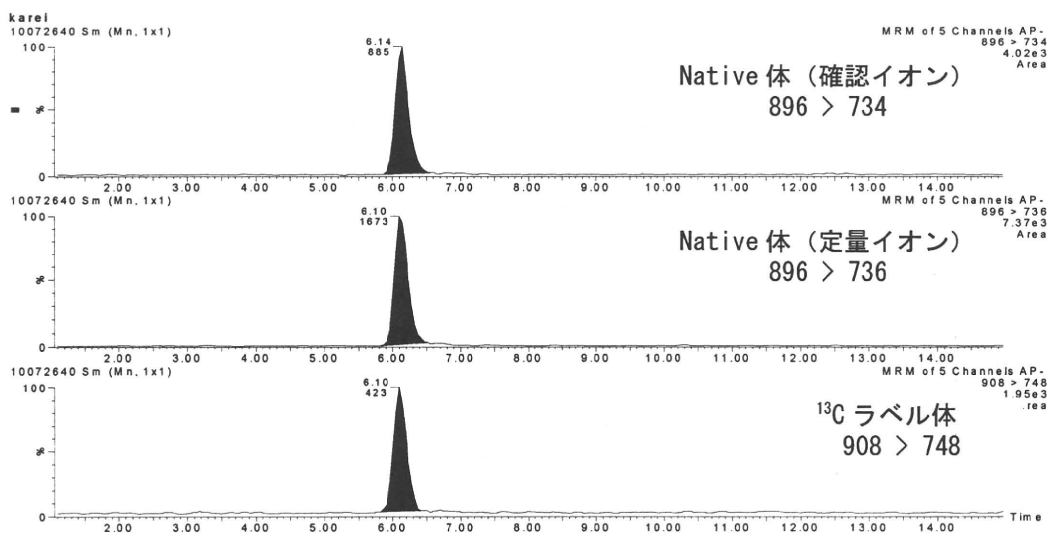 karei
10072640 Sm (Mn, 1x1)
MRM of 5 Channels AP-
896 > 734
4.02e3
Area
100
%
0
6.14
885
Native 体 (確認イオン)
896 > 734
2.00 3.00 4.00 5.00 6.00 7.00 8.00 9.00 10.00 11.00 12.00 13.00 14.00
10072640 Sm (Mn, 1x1)
MRM of 5 Channels AP-
896 > 736
7.37e3
Area
100
%
0
6.10
1673
Native 体 (定量イオン)
896 > 736
2.00 3.00 4.00 5.00 6.00 7.00 8.00 9.00 10.00 11.00 12.00 13.00 14.00
10072640 Sm (Mn, 1x1)
MRM of 5 Channels AP-
908 > 748
1.95e3
rea
100
%
0
6.10
423
¹³C ラベル体
908 > 748
2.00 3.00 4.00 5.00 6.00 7.00 8.00 9.00 10.00 11.00 12.00 13.00 14.00
Time